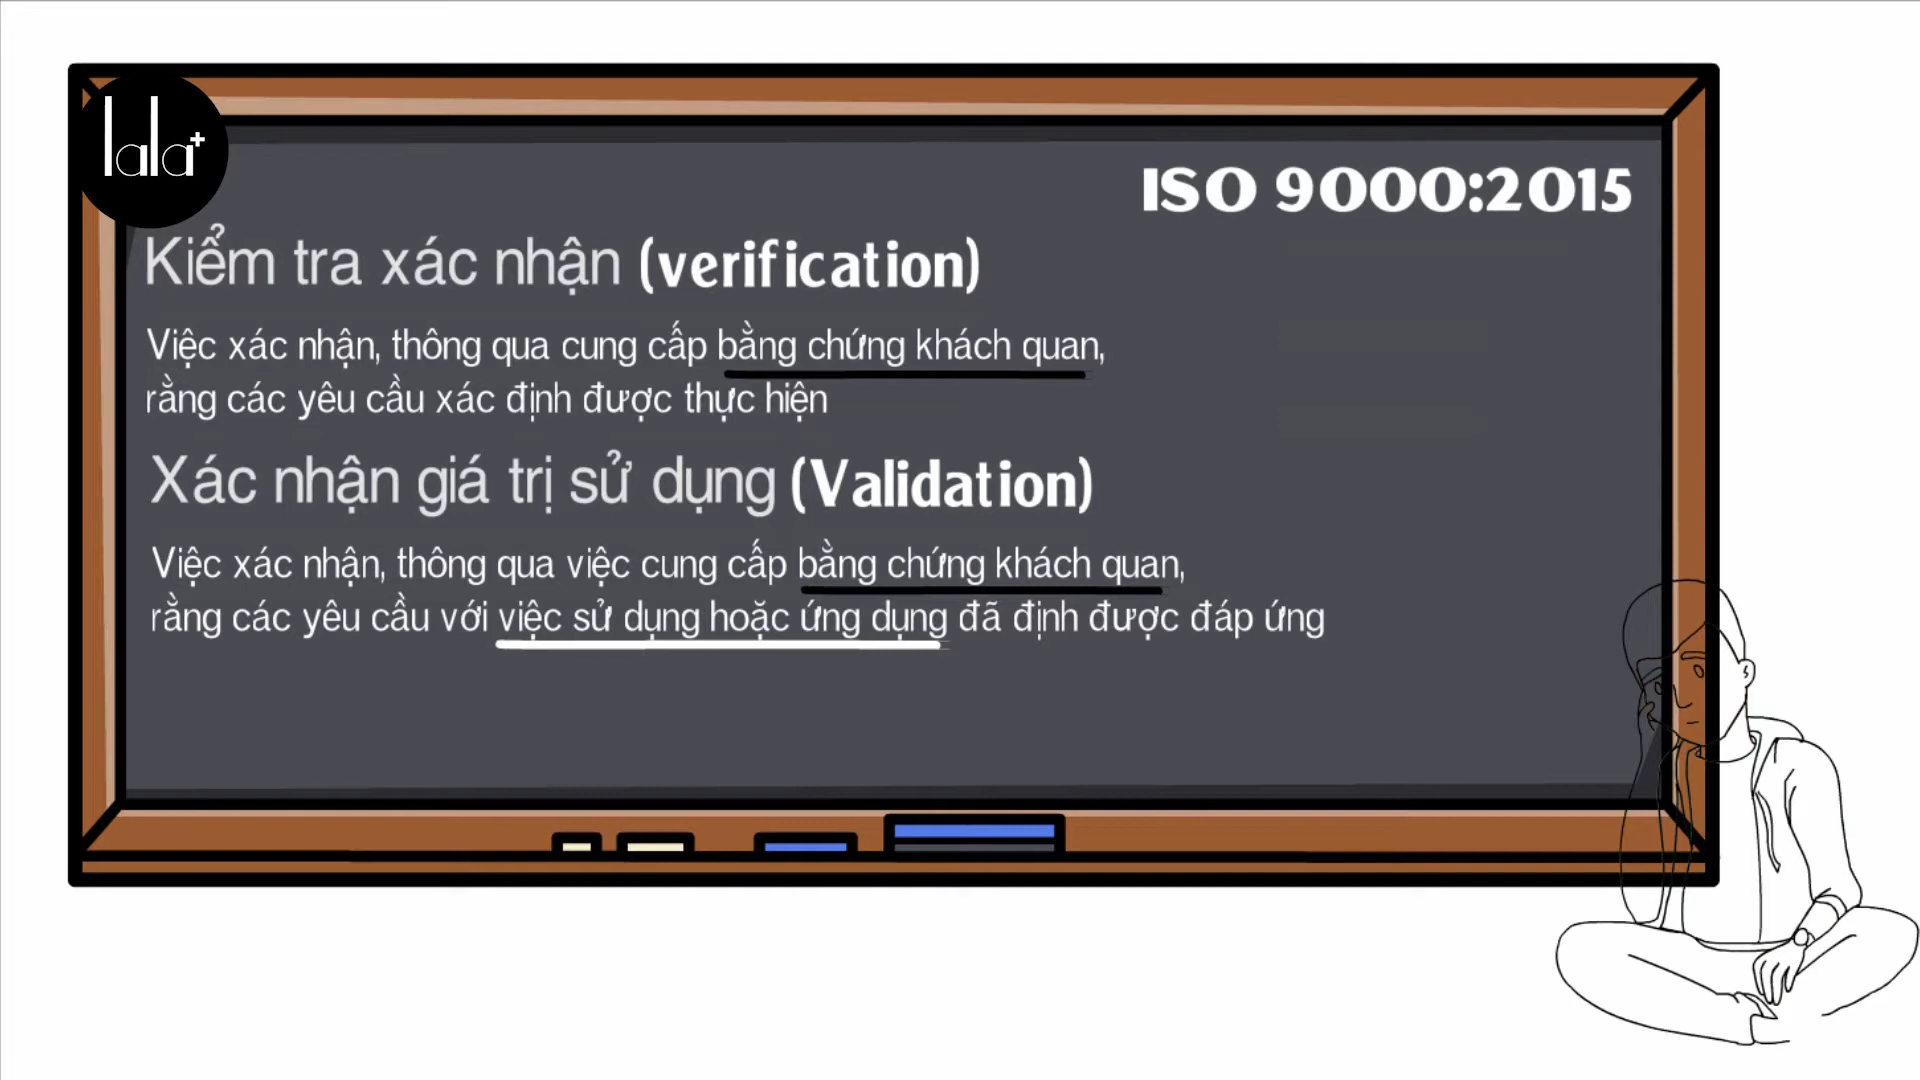 lala+
ISO 9000:2015
Kiểm tra xác nhận (verification)
Việc xác nhận, thông qua cung cấp bằng chứng khách quan,
rằng các yêu cầu xác định được thực hiện
Xác nhận giá trị sử dụng (Validation)
Việc xác nhận, thông qua việc cung cấp bằng chứng khách quan,
rằng các yêu cầu với việc sử dụng hoặc ứng dụng đã định được đáp ứng